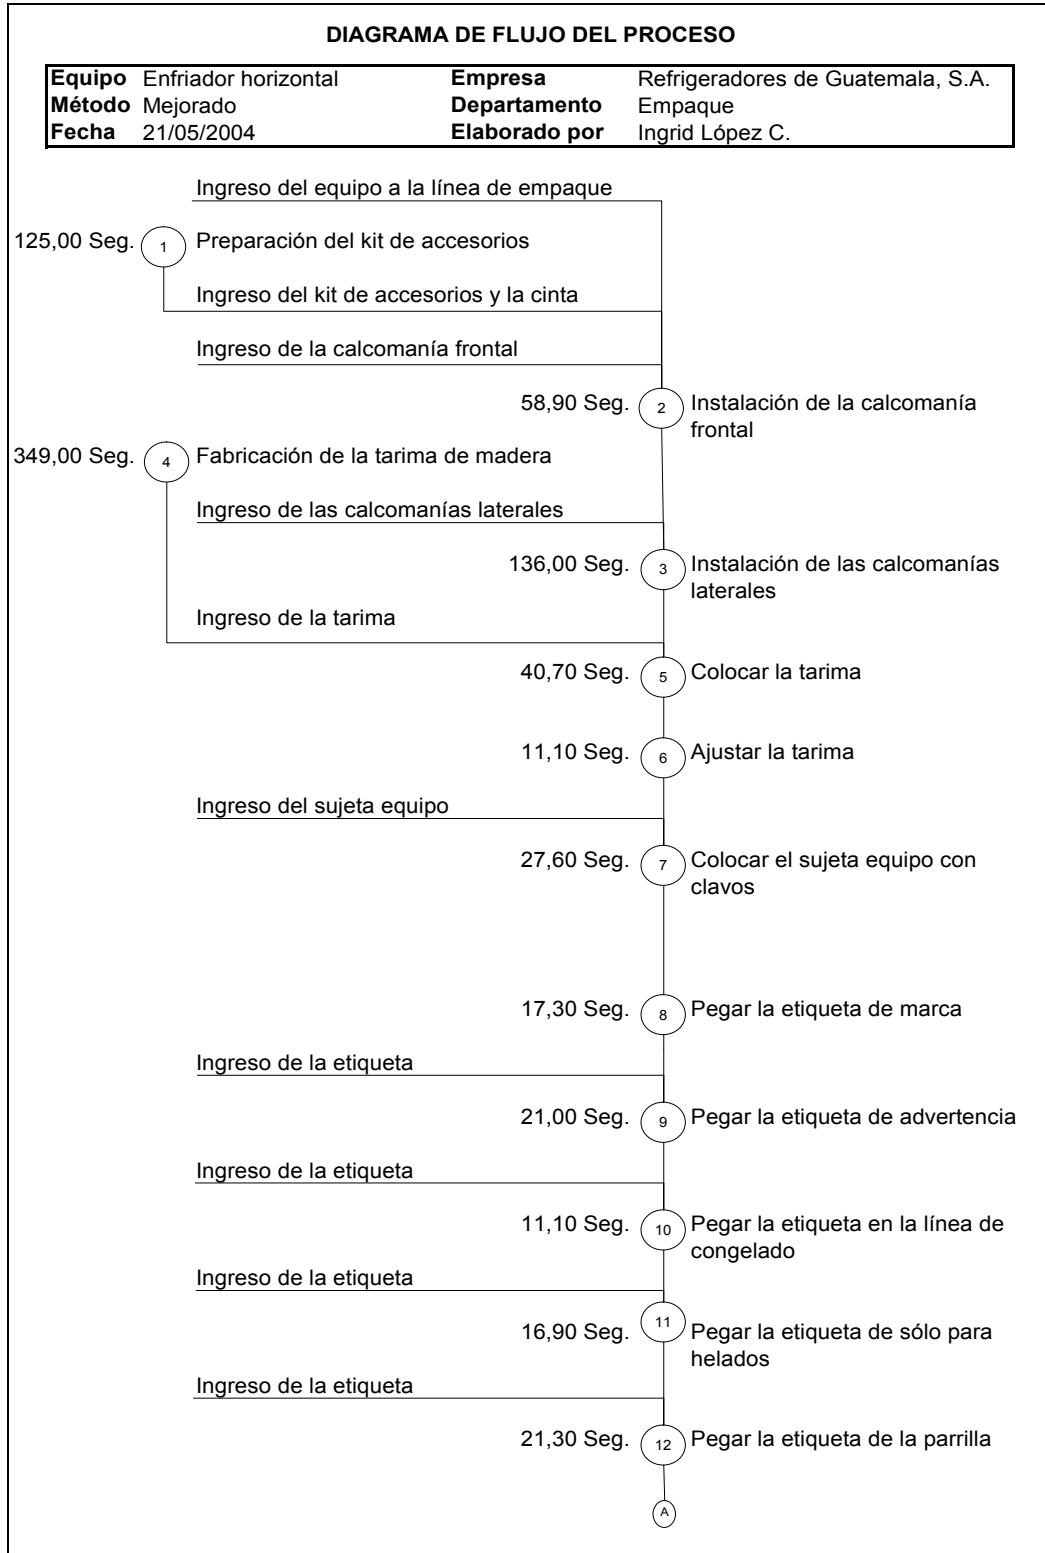 DIAGRAMA DE FLUJO DEL PROCESO
Equipo Enfriador horizontal Empresa Refrigeradores de Guatemala, S.A.
Método Mejorado Departamento Empaque
Fecha 21/05/2004 Elaborado por Ingrid López C.
Ingreso del equipo a la línea de empaque
125,00 Seg. 1 Preparación del kit de accesorios
Ingreso del kit de accesorios y la cinta
Ingreso de la calcomanía frontal
58,90 Seg. 2 Instalación de la calcomanía
frontal
349,00 Seg. 4 Fabricación de la tarima de madera
Ingreso de las calcomanías laterales
136,00 Seg. 3 Instalación de las calcomanías
laterales
Ingreso de la tarima
40,70 Seg. 5 Colocar la tarima
11,10 Seg. 6 Ajustar la tarima
Ingreso del sujeta equipo
27,60 Seg. 7 Colocar el sujeta equipo con
clavos
17,30 Seg. 8 Pegar la etiqueta de marca
Ingreso de la etiqueta
21,00 Seg. 9 Pegar la etiqueta de advertencia
Ingreso de la etiqueta
11,10 Seg. 10 Pegar la etiqueta en la línea de
congelado
Ingreso de la etiqueta
16,90 Seg. 11 Pegar la etiqueta de sólo para
helados
Ingreso de la etiqueta
21,30 Seg. 12 Pegar la etiqueta de la parrilla
A